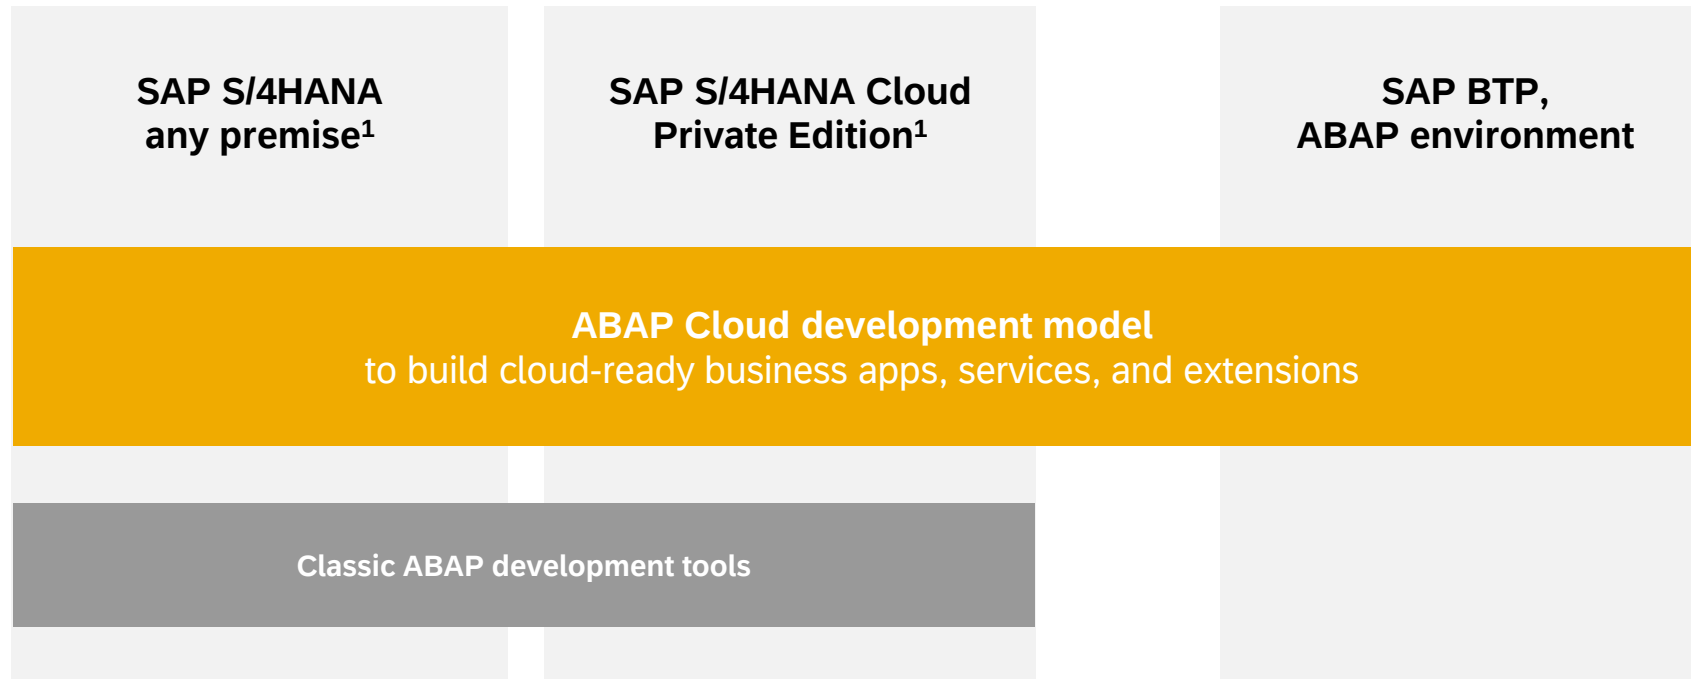 SAP S/4HANA
any premise¹
SAP S/4HANA Cloud
Private Edition¹
SAP BTP,
ABAP environment
ABAP Cloud development model
to build cloud-ready business apps, services, and extensions
Classic ABAP development tools